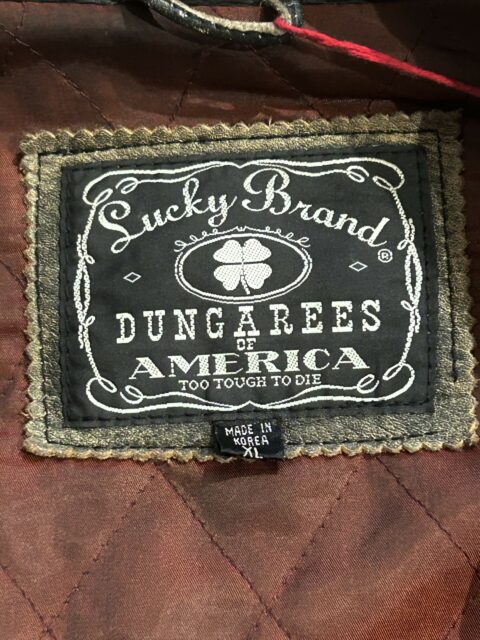 Lucky Brand®
DUNGAREES
OF
AMERICA
TOO TOUGH TO DIE
MADE IN
KOREA
XL